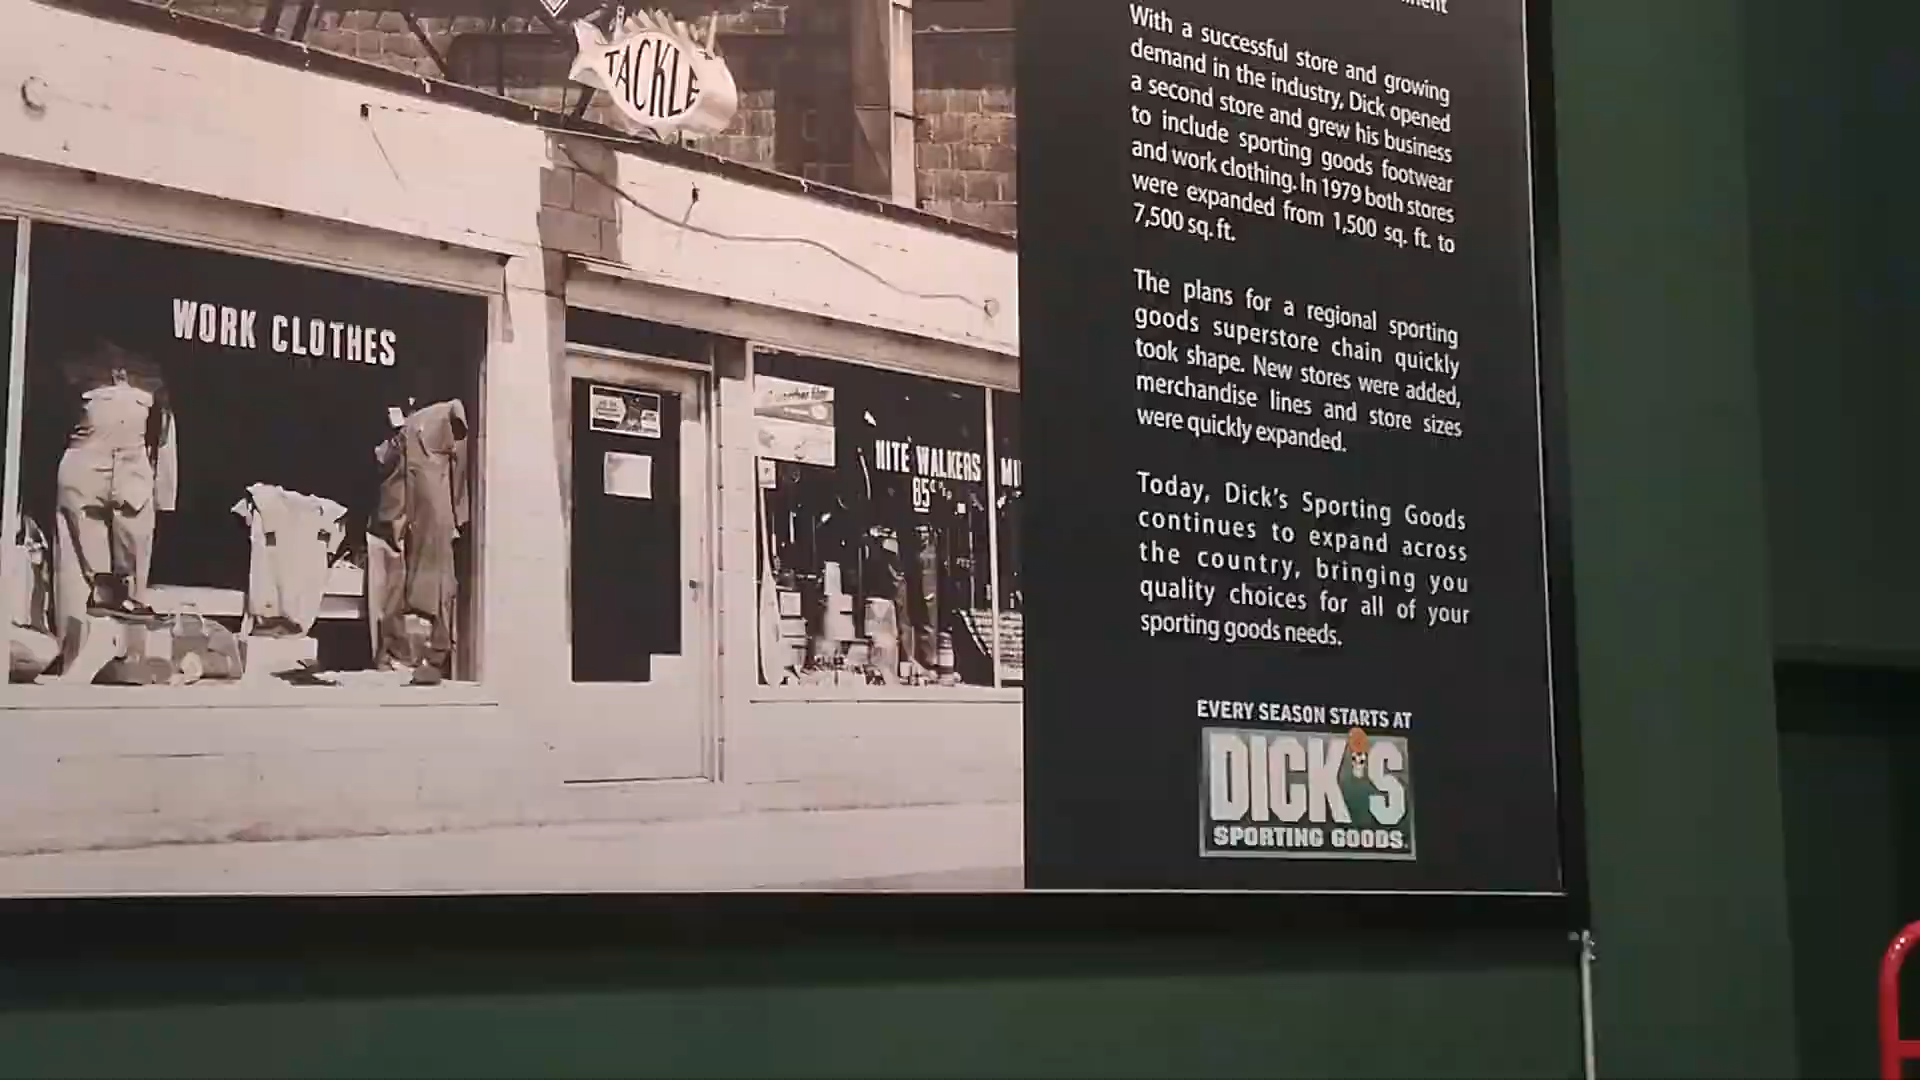 TACKLE
WORK CLOTHES
NITE WALKERS
85¢
With a successful store and growing
demand in the industry, Dick opened
a second store and grew his business
to include sporting goods footwear
and work clothing. In 1979 both stores
were expanded from 1,500 sq. ft. to
7,500 sq. ft.
The plans for a regional sporting
goods superstore chain quickly
took shape. New stores were added,
merchandise lines and store sizes
were quickly expanded.
Today, Dick's Sporting Goods
continues to expand across
the country, bringing you
quality choices for all of your
sporting goods needs.
EVERY SEASON STARTS AT
DICK'S
SPORTING GOODS.